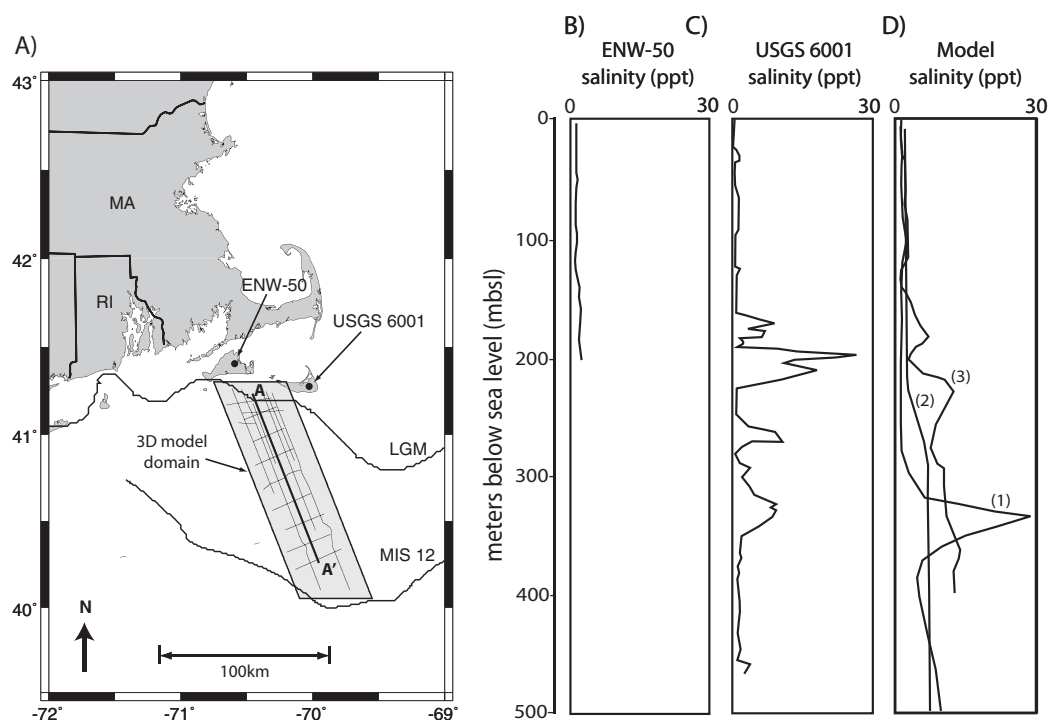 A)
43°
42°
41°
40°
-72
-71
-70
-69
MA
RI
ENW-50
USGS 6001
A
3D model
domain
LGM
MIS 12
A’
N
100km
B)
ENW-50
salinity (ppt)
0 30
C)
USGS 6001
salinity (ppt)
0 30
D)
Model
salinity (ppt)
0 30
meters below sea level (mbsl)
0
100
200
300
400
500
(3)
(2)
(1)